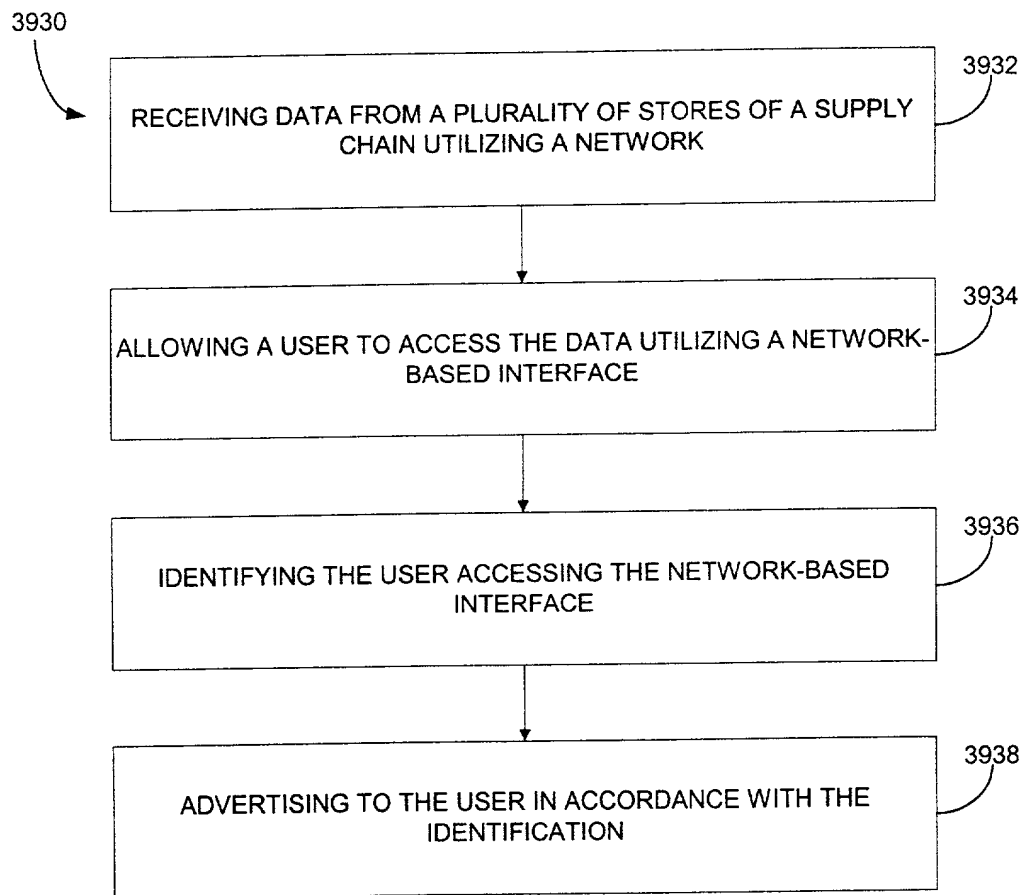 3930
3932
RECEIVING DATA FROM A PLURALITY OF STORES OF A SUPPLY
CHAIN UTILIZING A NETWORK
3934
ALLOWING A USER TO ACCESS THE DATA UTILIZING A NETWORK-
BASED INTERFACE
3936
IDENTIFYING THE USER ACCESSING THE NETWORK-BASED
INTERFACE
3938
ADVERTISING TO THE USER IN ACCORDANCE WITH THE
IDENTIFICATION